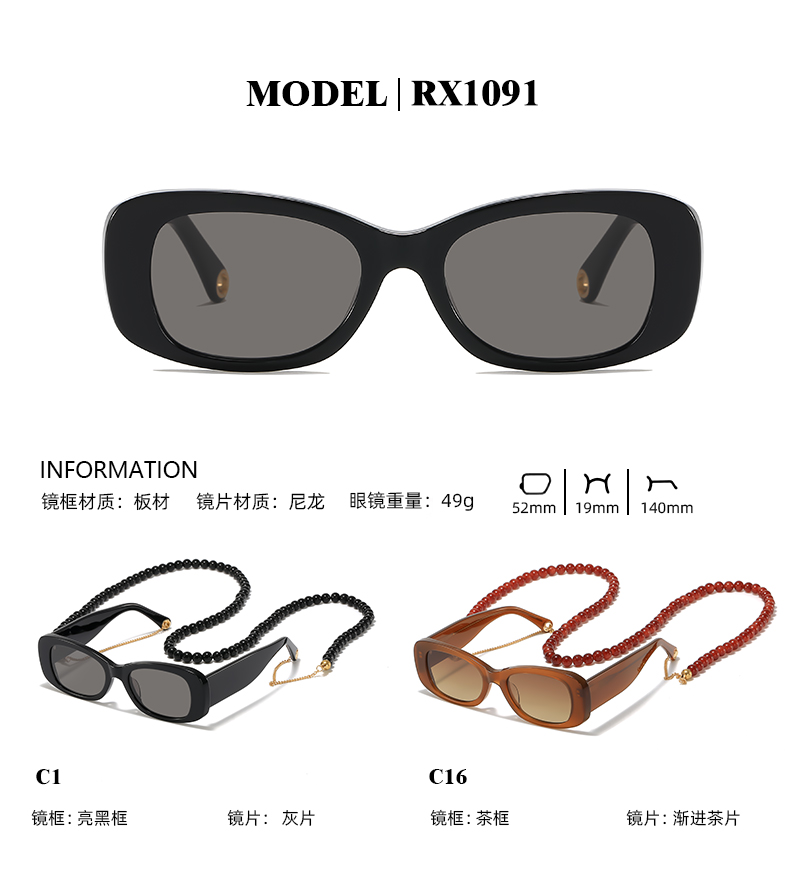 MODEL | RX1091
INFORMATION
镜框材质：板材 镜片材质：尼龙 眼镜重量：49g
52mm 19mm 140mm
C1 C16
镜框：亮黑框 镜片： 灰片 镜框：茶框 镜片：渐进茶片